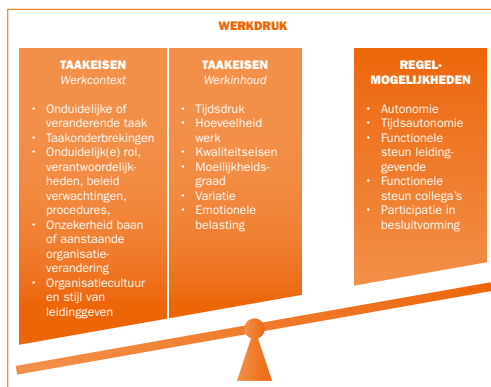 WERKDRUK
TAAKEISEN
Werkcontext
• Onduidelijke of
veranderende taak
• Taakonderbrekingen
• Onduidelijk(e) rol,
verantwoordelijk-
heden, beleid
verwachtingen,
procedures,
• Onzekerheid baan
of aanstaande
organisatie-
verandering
• Organisatiecultuur
en stijl van
leidinggeven
TAAKEISEN
Werkinhoud
• Tijdsdruk
• Hoeveelheid
werk
• Kwaliteitseisen
• Moeilijkheids-
graad
• Variatie
• Emotionele
belasting
REGEL-
MOGELIJKHEDEN
• Autonomie
• Tijdsautonomie
• Functionele
steun leiding-
gevende
• Functionele
steun collega's
• Participatie in
besluitvorming